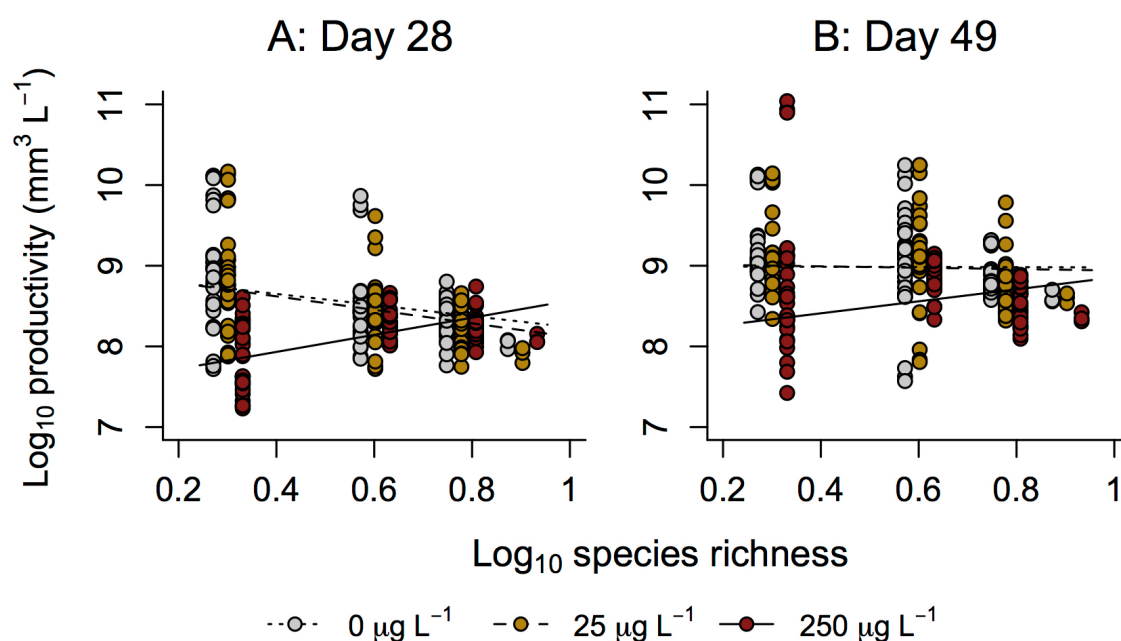 A: Day 28
B: Day 49
Log₁₀ productivity (mm³ L⁻¹)
11
10
9
8
7
0.2 0.4 0.6 0.8 1
11
10
9
8
7
0.2 0.4 0.6 0.8 1
Log₁₀ species richness
0 µg L⁻¹ 25 µg L⁻¹ 250 µg L⁻¹